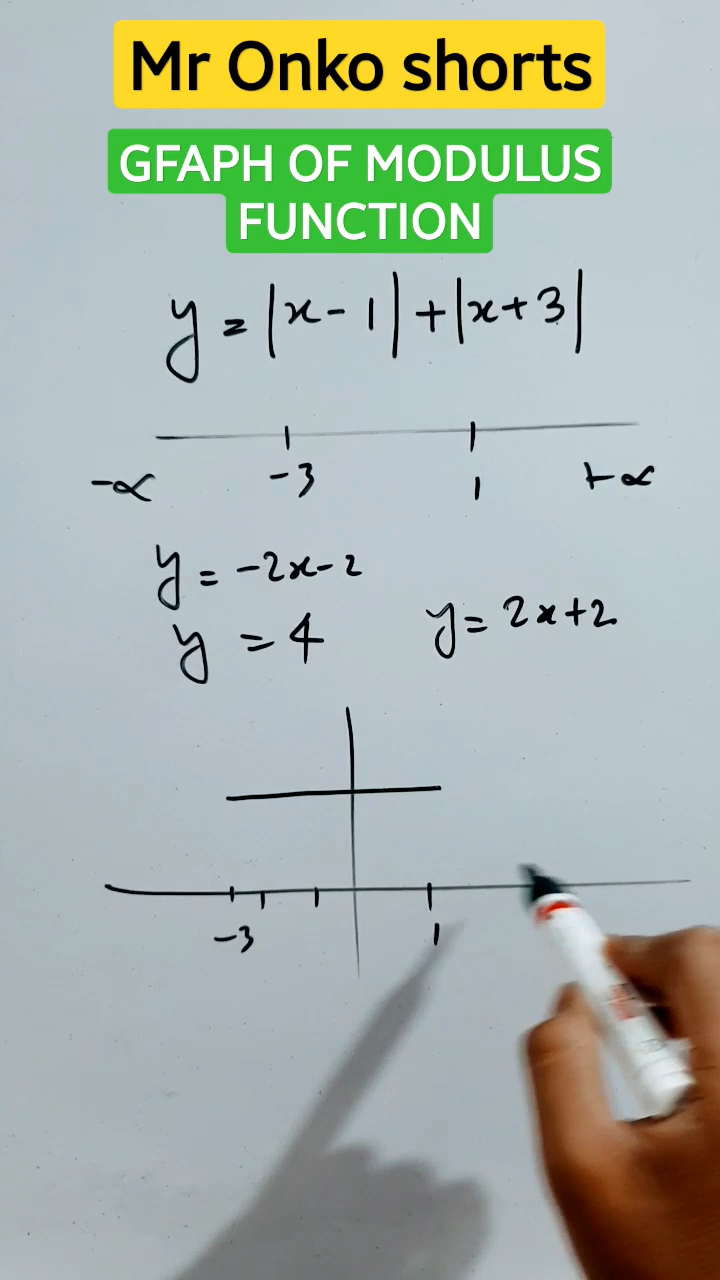 Mr Onko shorts
GFAPH OF MODULUS
FUNCTION
y = |x - 1| + |x + 3|
-∝ -3 1 +∝
y = -2x - 2
y = 4 y = 2x + 2
-3 1